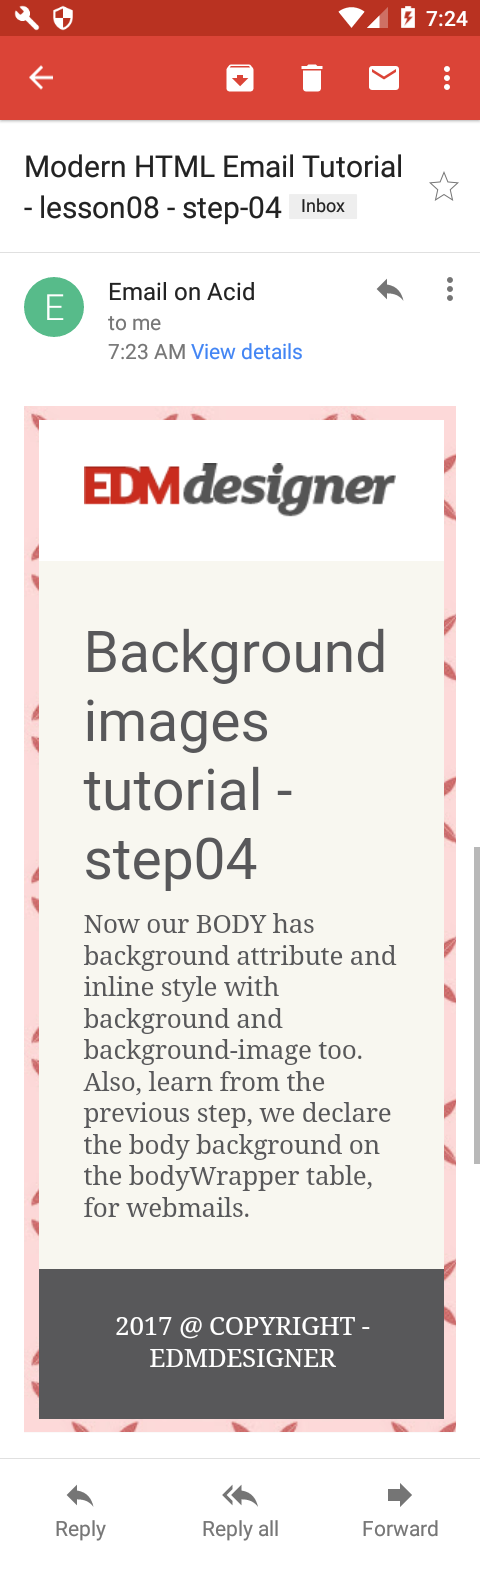 7:24
Modern HTML Email Tutorial
- lesson08 - step-04 Inbox
E
Email on Acid
to me
7:23 AM View details
EDMdesigner
Background
images
tutorial -
step04
Now our BODY has
background attribute and
inline style with
background and
background-image too.
Also, learn from the
previous step, we declare
the body background on
the bodyWrapper table,
for webmails.
2017 @ COPYRIGHT -
EDMDESIGNER
Reply
Reply all
Forward